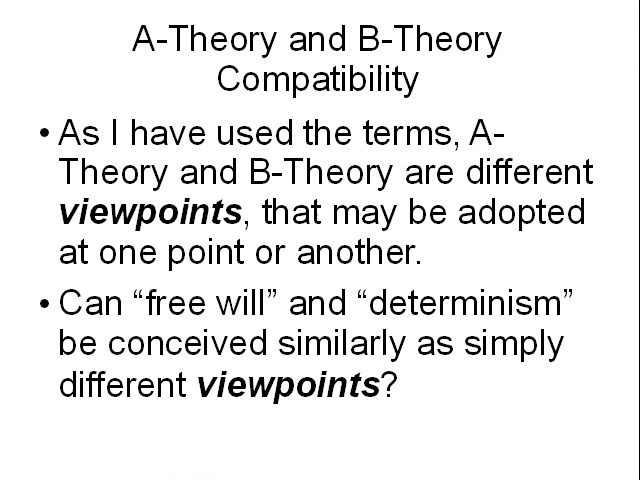 A-Theory and B-Theory
Compatibility
• As I have used the terms, A-
Theory and B-Theory are different
viewpoints, that may be adopted
at one point or another.
• Can “free will” and “determinism”
be conceived similarly as simply
different viewpoints?